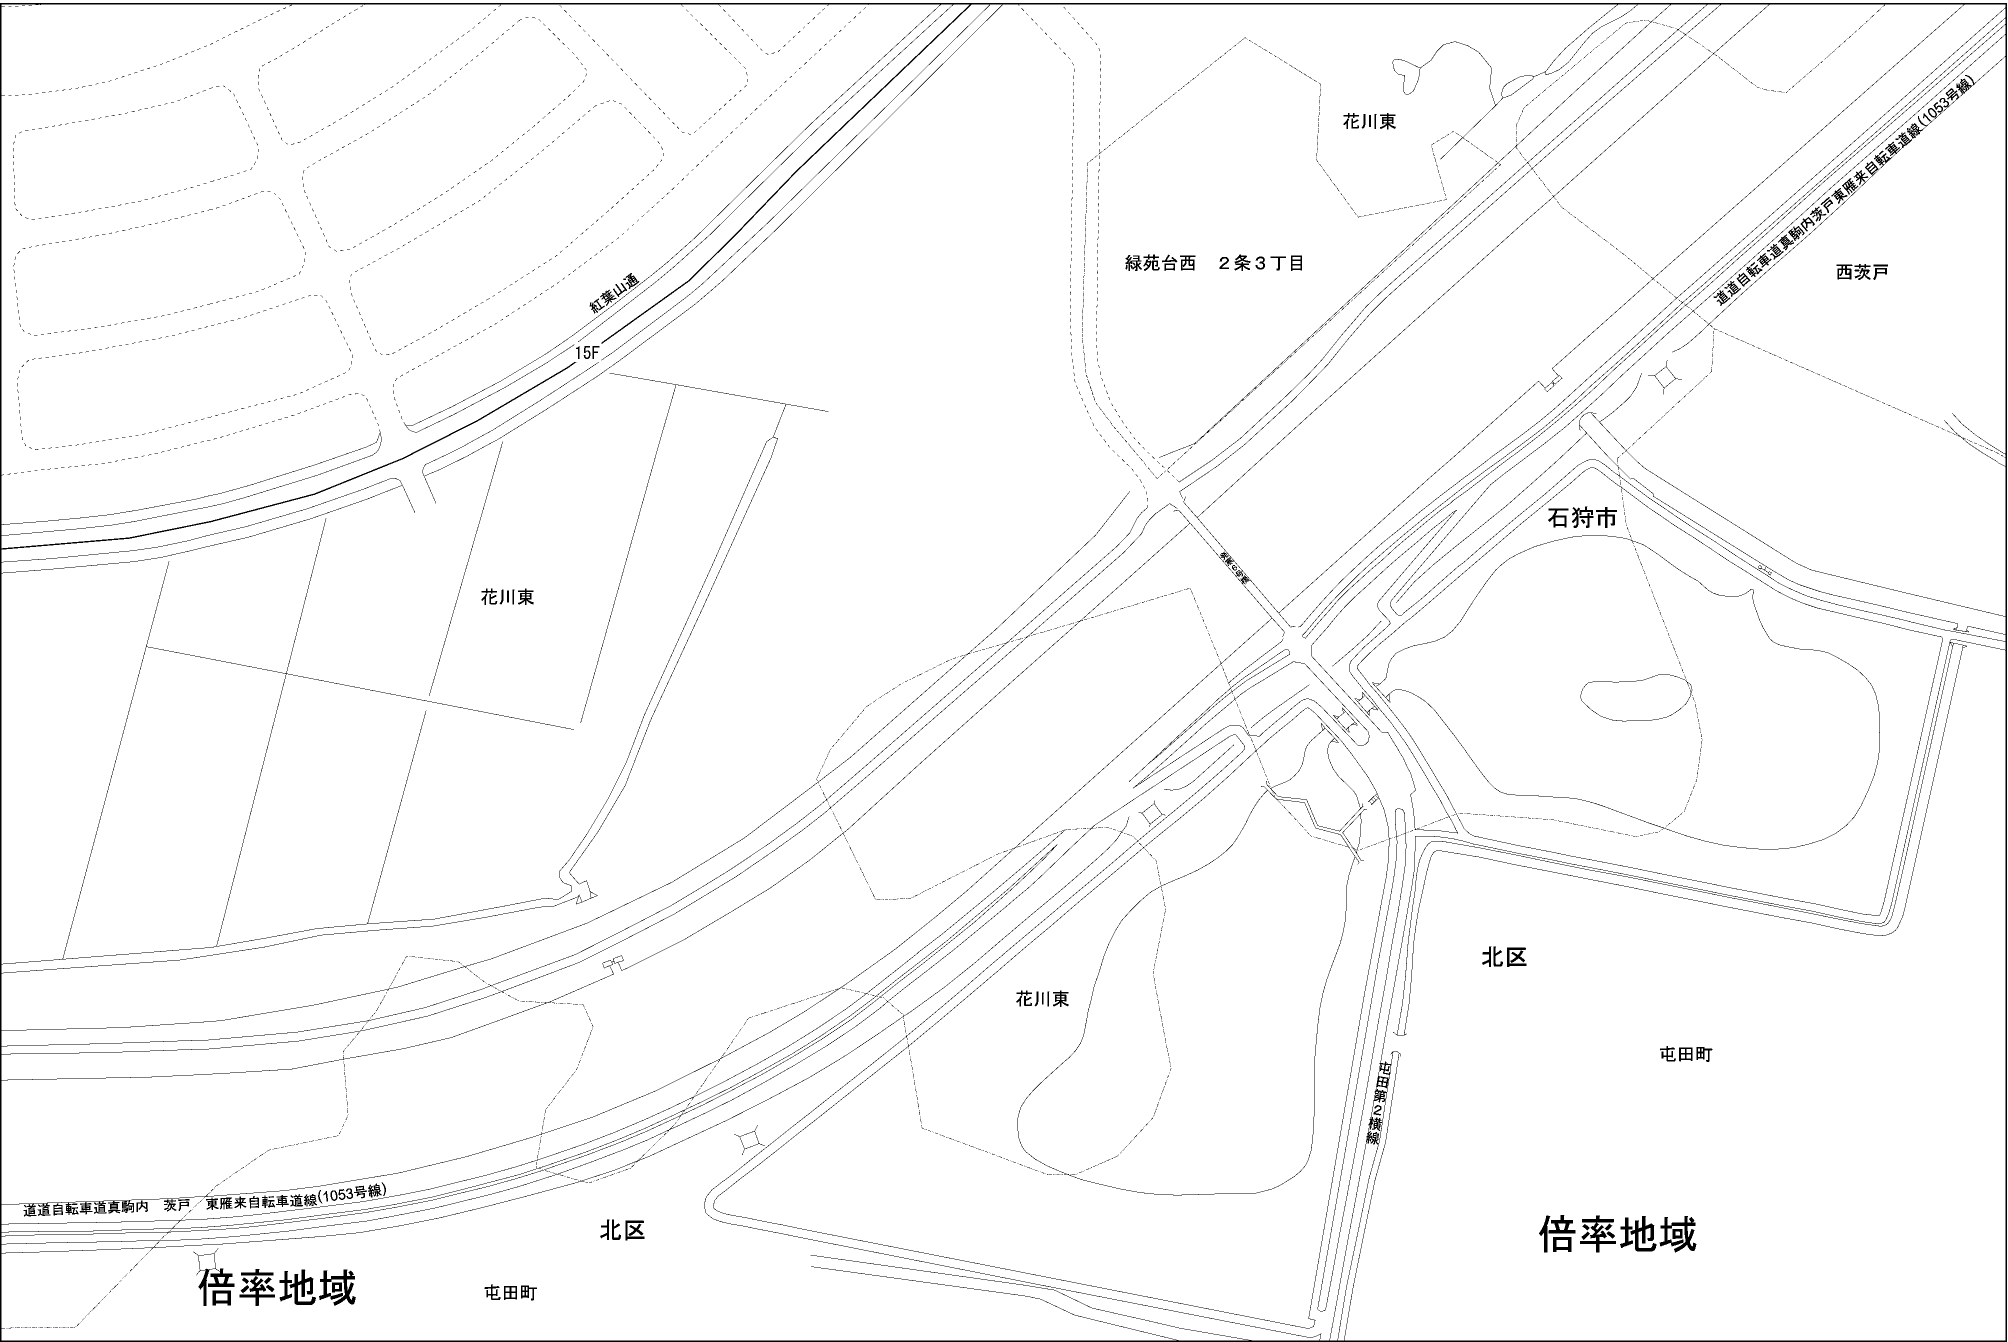 花川東
道道自転車道真駒内茨戸東雁来自転車道線(1053号線)
緑苑台西　２条３丁目
西茨戸
紅葉山通
15F
石狩市
花川東
北区
花川東
屯田町
屯田第2横線
道道自転車道真駒内　茨戸　東雁来自転車道線(1053号線)
北区
倍率地域
倍率地域
屯田町